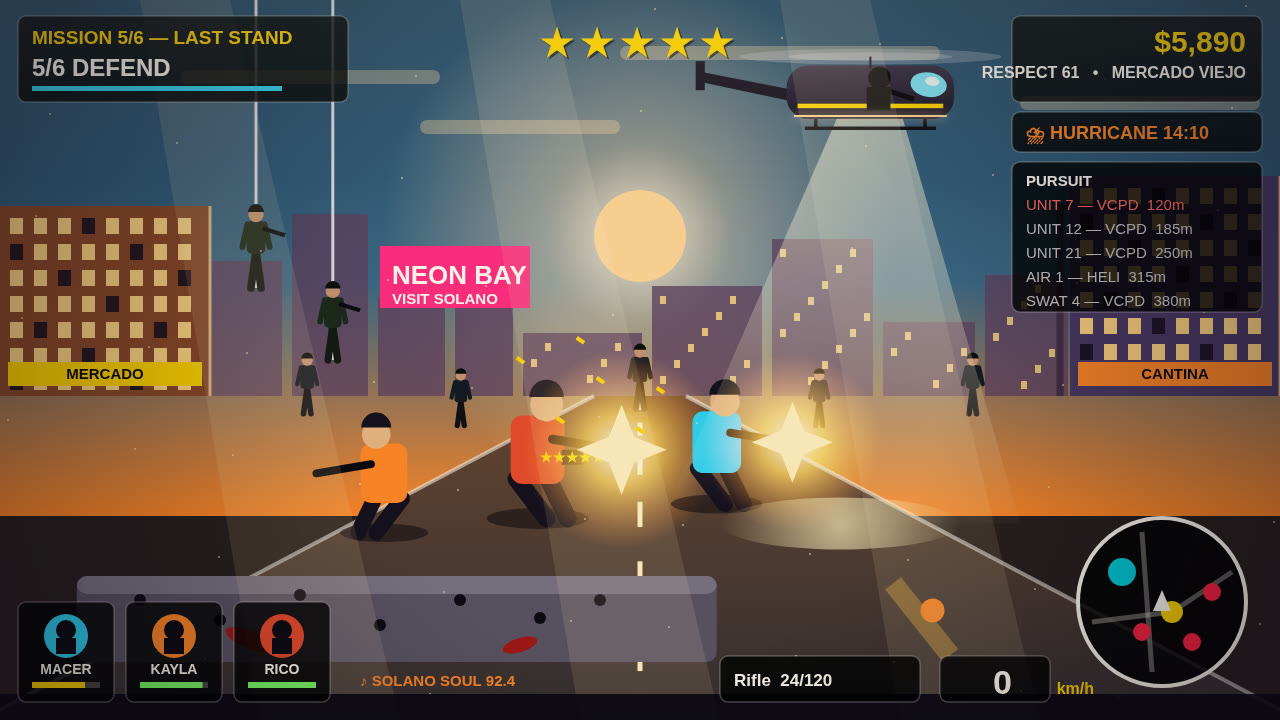 MISSION 5/6 — LAST STAND
5/6 DEFEND
★★★★★
$5,890
RESPECT 61 • MERCADO VIEJO
⛈ HURRICANE 14:10
PURSUIT
UNIT 7 — VCPD 120m
UNIT 12 — VCPD 185m
UNIT 21 — VCPD 250m
AIR 1 — HELI 315m
SWAT 4 — VCPD 380m
NEON BAY
VISIT SOLANO
MERCADO
CANTINA
★★★★★
MACER
KAYLA
RICO
♪ SOLANO SOUL 92.4
Rifle 24/120
0
km/h